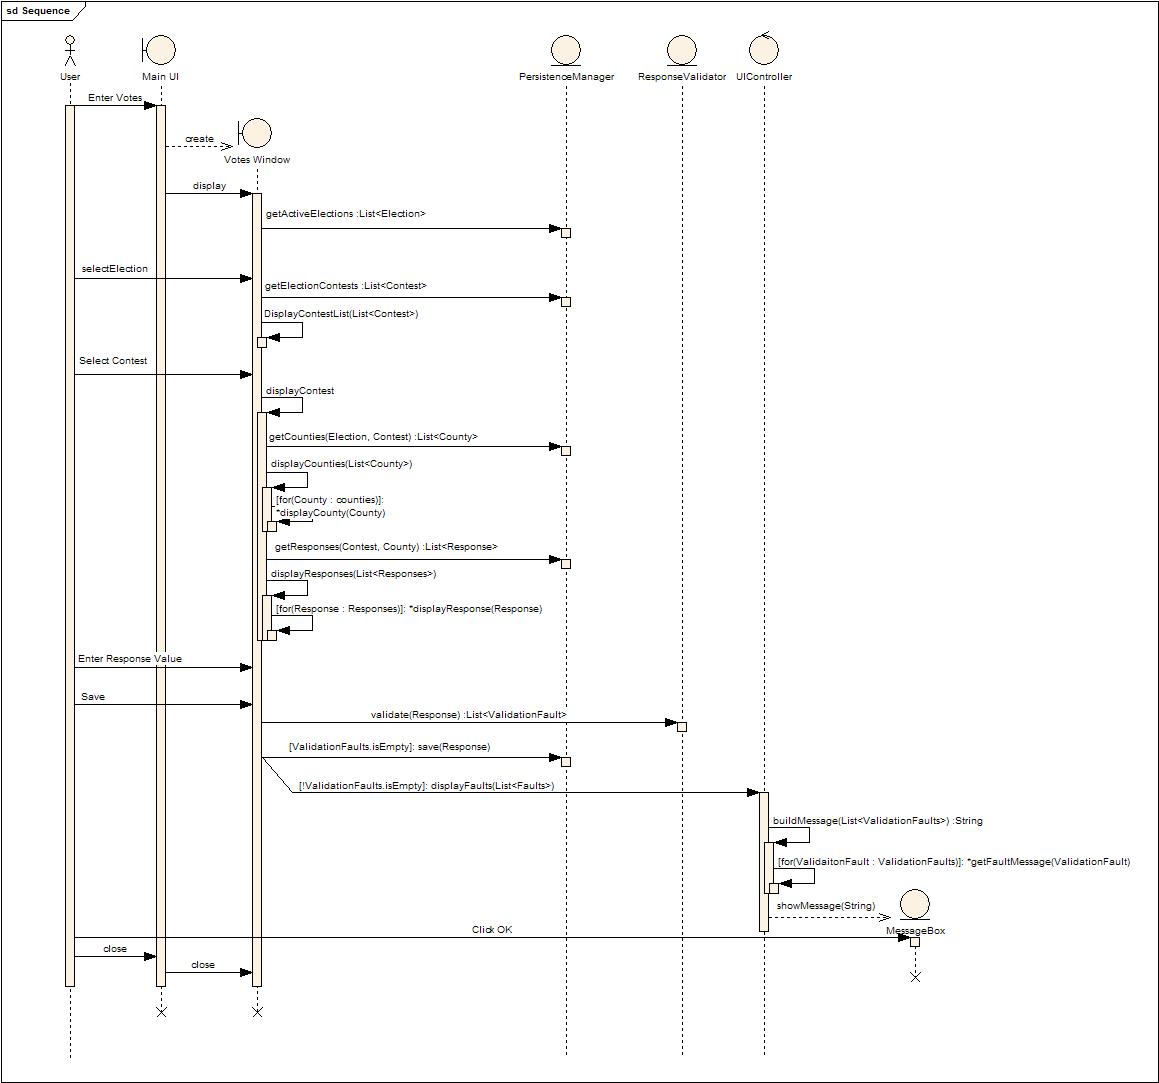 sd Sequence
User
Main UI
PersistenceManager
ResponseValidator
UIController
Enter Votes
create
Votes Window
display
getActiveElections :List<Election>
selectElection
getElectionContests :List<Contest>
DisplayContestList(List<Contest>)
Select Contest
displayContest
getCounties(Election, Contest) :List<County>
displayCounties(List<County>)
[for(County : counties)]:
*displayCounty(County)
getResponses(Contest, County) :List<Response>
displayResponses(List<Responses>)
[for(Response : Responses)]: *displayResponse(Response)
Enter Response Value
Save
validate(Response) :List<ValidationFault>
[ValidationFaults.isEmpty]: save(Response)
[!ValidationFaults.isEmpty]: displayFaults(List<Faults>)
buildMessage(List<ValidationFaults>) :String
[for(ValidaitonFault : ValidationFaults)]: *getFaultMessage(ValidationFault)
showMessage(String)
MessageBox
Click OK
close
close